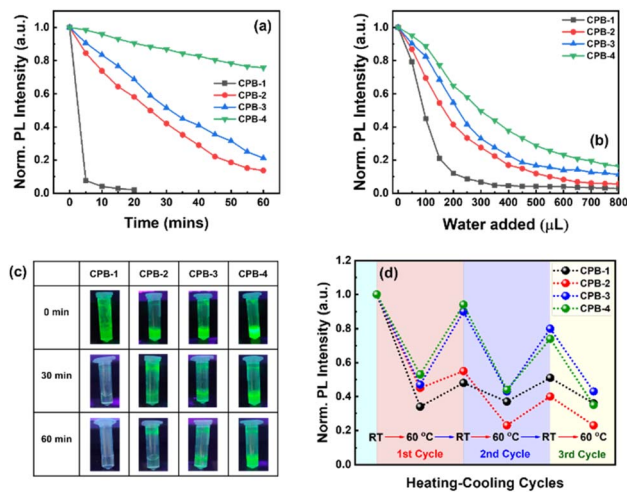 (a)
Norm. PL Intensity (a.u.)
1.0
0.8
0.6
0.4
0.2
0.0
CPB-1
CPB-2
CPB-3
CPB-4
0 10 20 30 40 50 60
Time (mins)
(b)
Norm. PL Intensity (a.u.)
1.0
0.8
0.6
0.4
0.2
0.0
CPB-1
CPB-2
CPB-3
CPB-4
0 100 200 300 400 500 600 700 800
Water added (μL)
(c)
CPB-1 CPB-2 CPB-3 CPB-4
0 min
30 min
60 min
(d)
Norm. PL Intensity (a.u.)
1.0
0.8
0.6
0.4
0.2
0.0
CPB-1
CPB-2
CPB-3
CPB-4
RT 60 °C RT 60 °C RT 60 °C
1st Cycle 2nd Cycle 3rd Cycle
Heating-Cooling Cycles